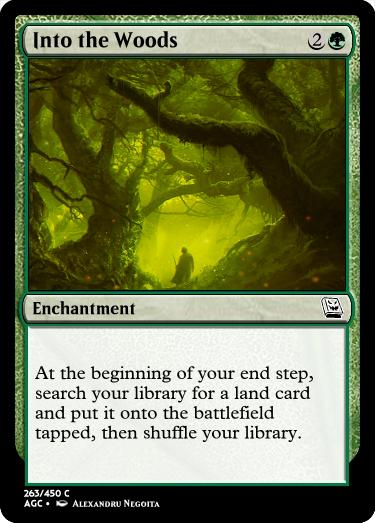 Into the Woods 2
Enchantment
At the beginning of your end step,
search your library for a land card
and put it onto the battlefield
tapped, then shuffle your library.
263/450 C
AGC • Alexandru Negoita